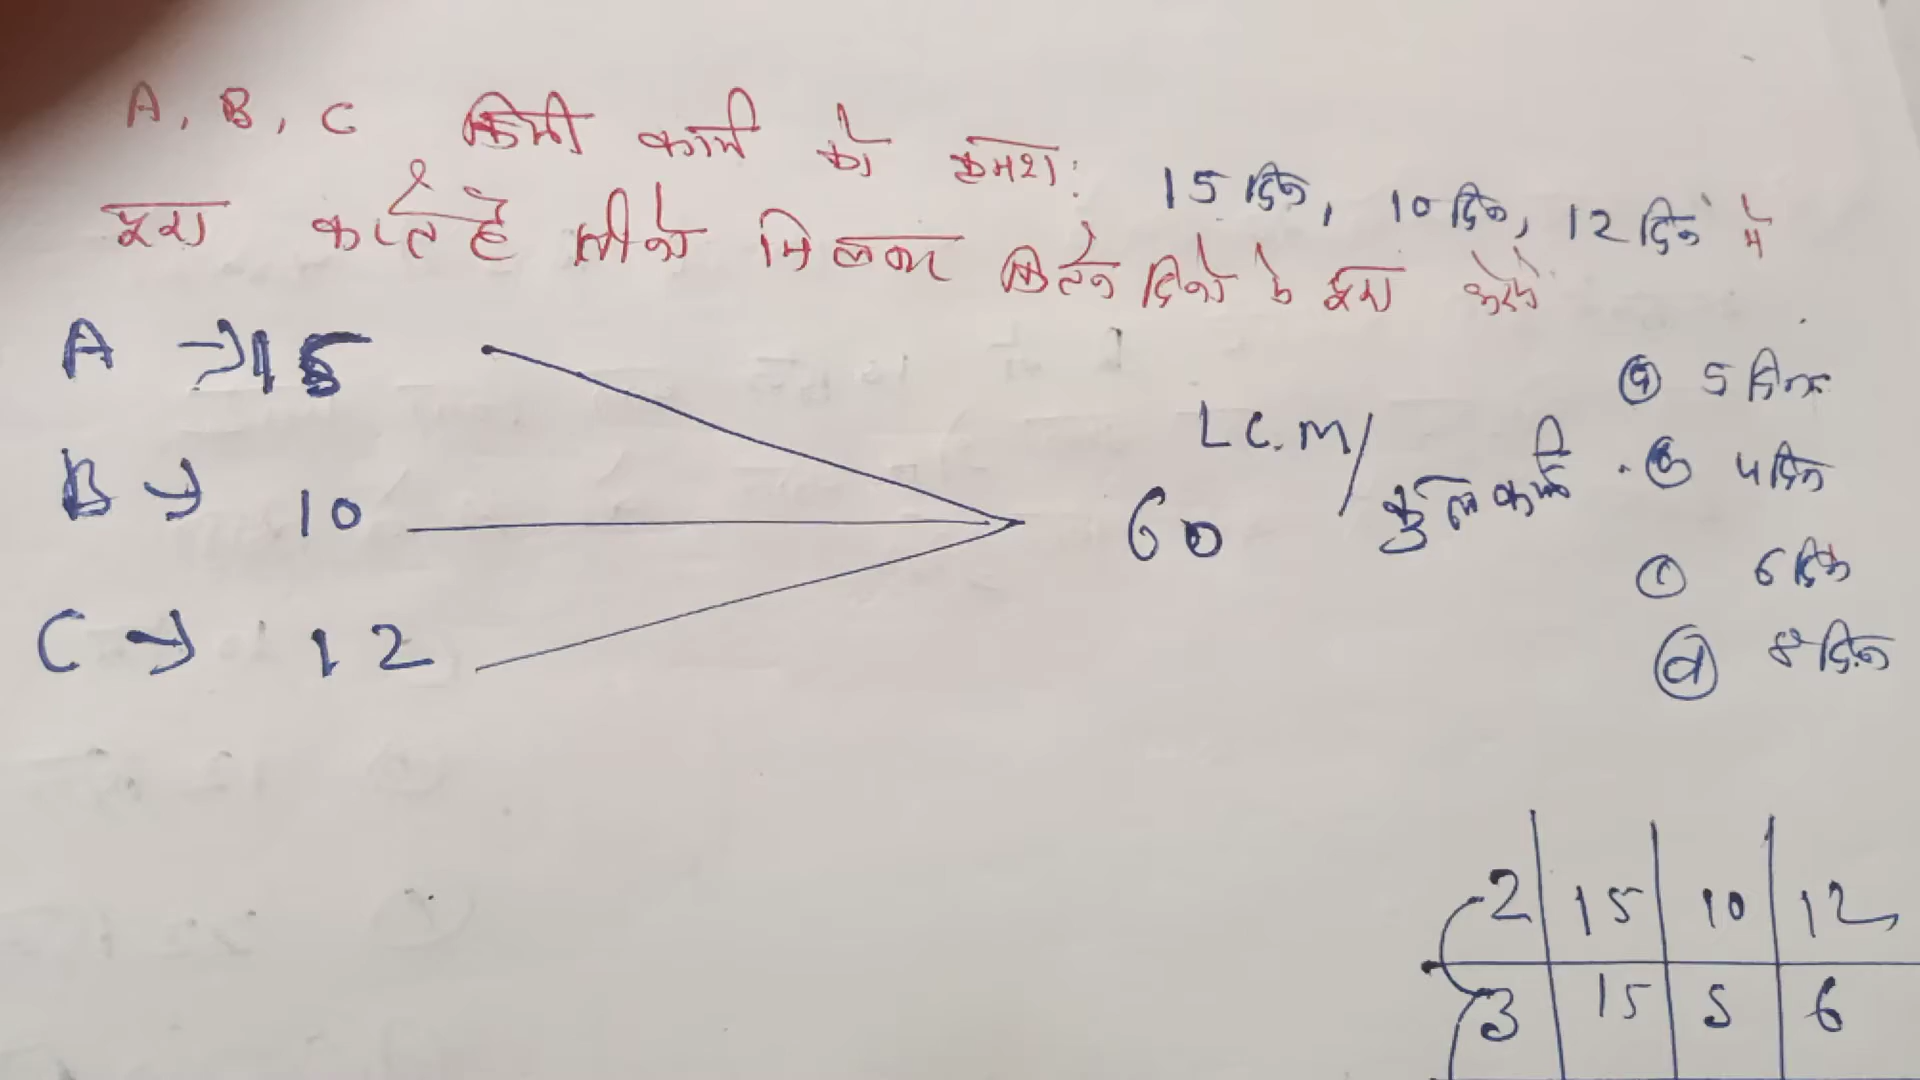 A, B, C किसी कार्य को क्रमश: 15 दिन, 10 दिन, 12 दिन में
पूरा करते है तीनो मिलकर कितने दिनो मे पूरा करेंगे
A → 15
B → 10
C → 12
60
L.C.M / कुल कार्य
ⓐ 5 दिन
ⓑ 4 दिन
ⓒ 6 दिन
ⓓ 8 दिन
2 | 15 | 10 | 12
3 | 15 | 5 | 6